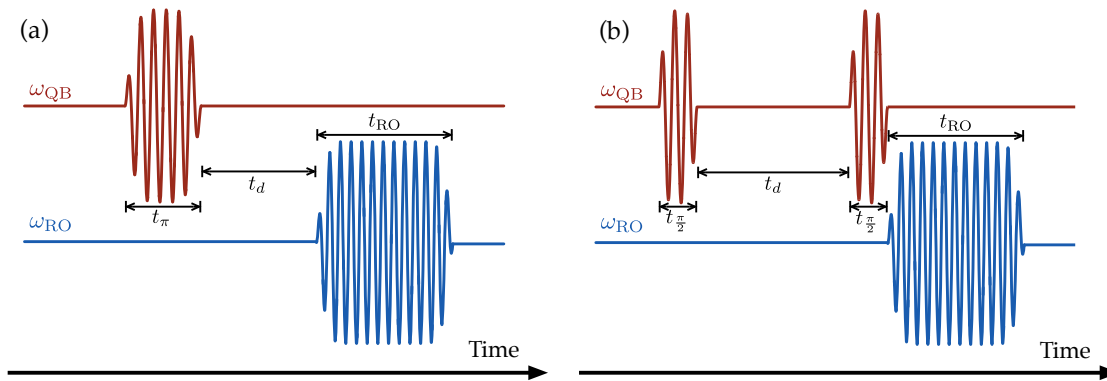 (a)
ω_QB
t_RO
t_d
t_π
ω_RO
Time
(b)
ω_QB
t_RO
t_d
t_π/2
t_π/2
ω_RO
Time